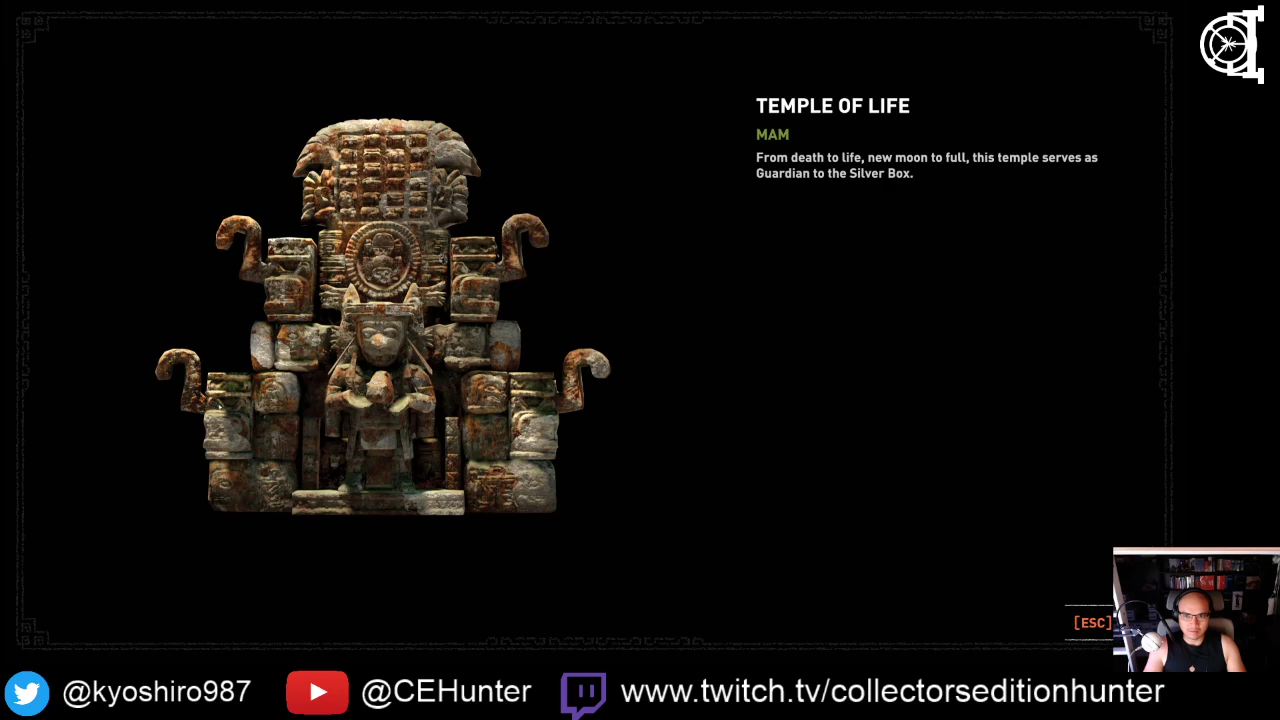 TEMPLE OF LIFE
MAM
From death to life, new moon to full, this temple serves as
Guardian to the Silver Box.
[ESC]
@kyoshiro987 @CEHunter www.twitch.tv/collectorseditionhunter